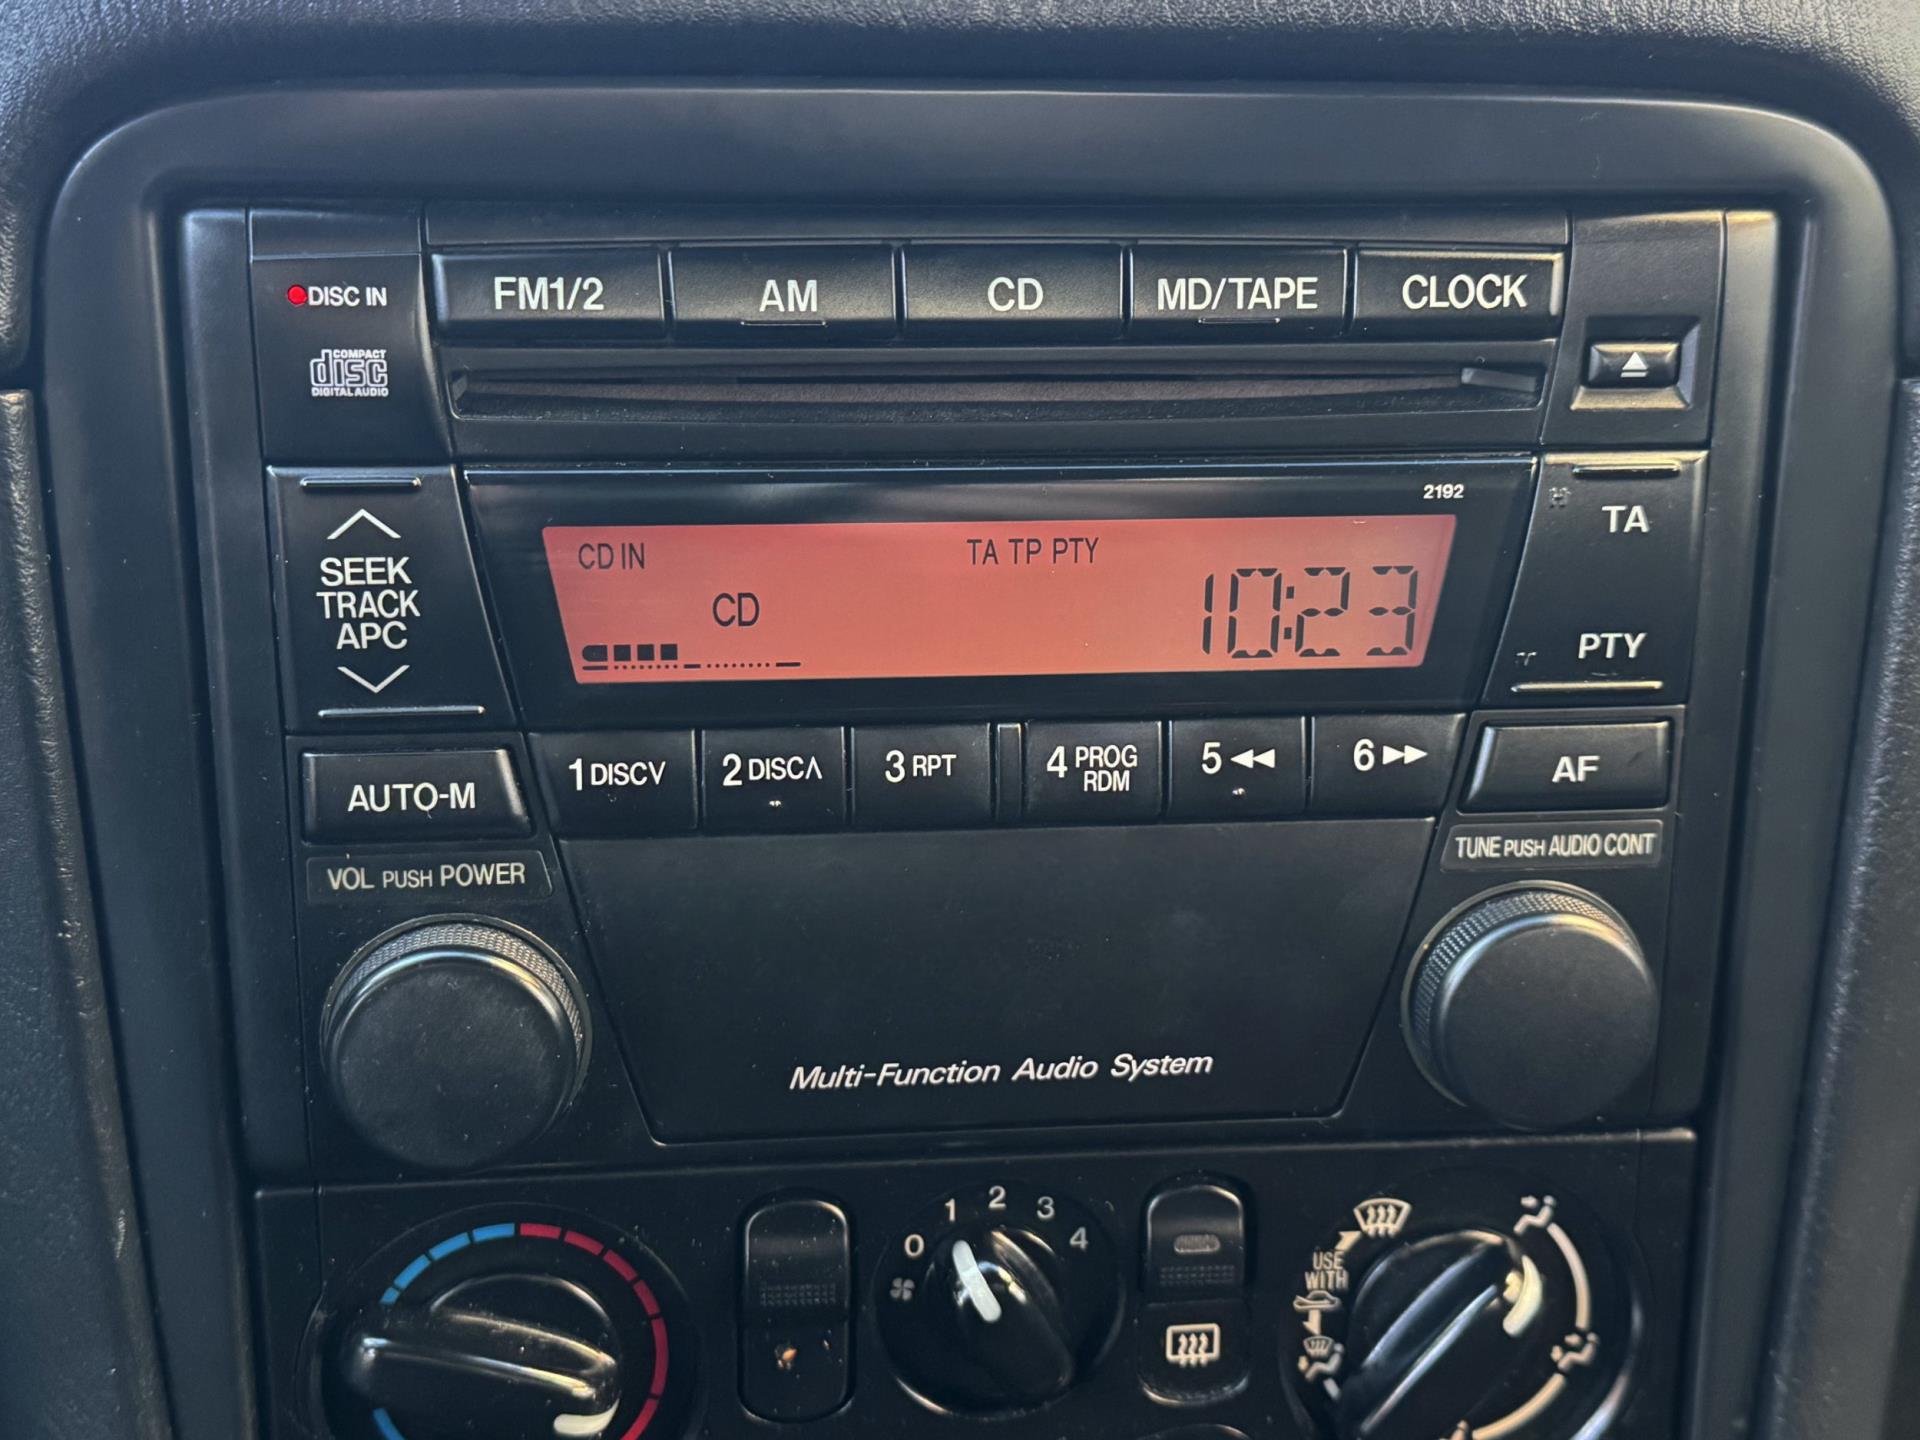 FM1/2 AM CD MD/TAPE CLOCK
DISC IN
COMPACT
disc
DIGITAL AUDIO
2192
TA
SEEK
TRACK
APC
CD IN TA TP PTY
CD 10:23
PTY
AUTO-M
1 DISC∨ 2 DISC∧ 3 RPT 4 PROG RDM 5 6
AF
VOL PUSH POWER
TUNE PUSH AUDIO CONT
Multi-Function Audio System
0 1 2 3 4
USE
WITH